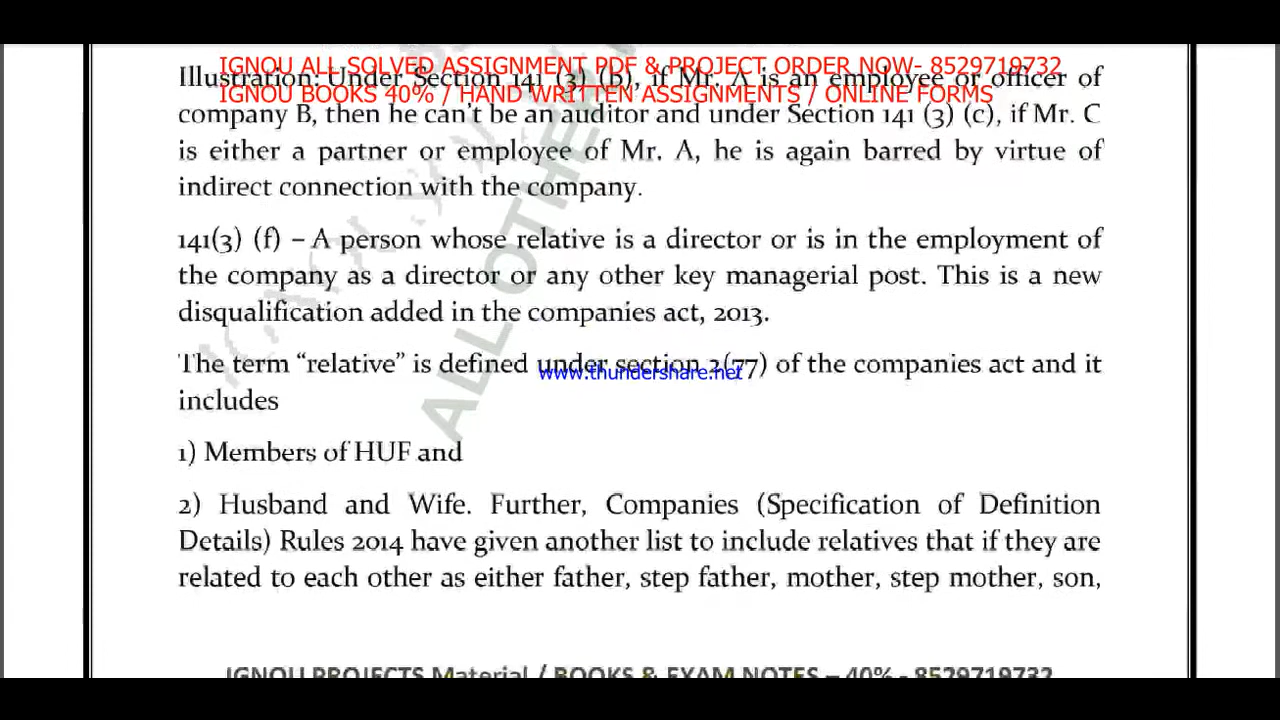 IGNOU ALL SOLVED ASSIGNMENT PDF & PROJECT ORDER NOW- 8529719732
Illustration: Under Section 141 (3) (b), if Mr. A is an employee or officer of
IGNOU BOOKS 40% / HAND WRITTEN ASSIGNMENTS / ONLINE FORMS
company B, then he can't be an auditor and under Section 141 (3) (c), if Mr. C
is either a partner or employee of Mr. A, he is again barred by virtue of
indirect connection with the company.
141(3) (f) – A person whose relative is a director or is in the employment of
the company as a director or any other key managerial post. This is a new
disqualification added in the companies act, 2013.
The term “relative” is defined under section 2(77) of the companies act and it
www.thundershare.net
includes
1) Members of HUF and
2) Husband and Wife. Further, Companies (Specification of Definition
Details) Rules 2014 have given another list to include relatives that if they are
related to each other as either father, step father, mother, step mother, son,
IGNOU PROJECTS Material / BOOKS & EXAM NOTES – 40% - 8529719732
ALL OTHER